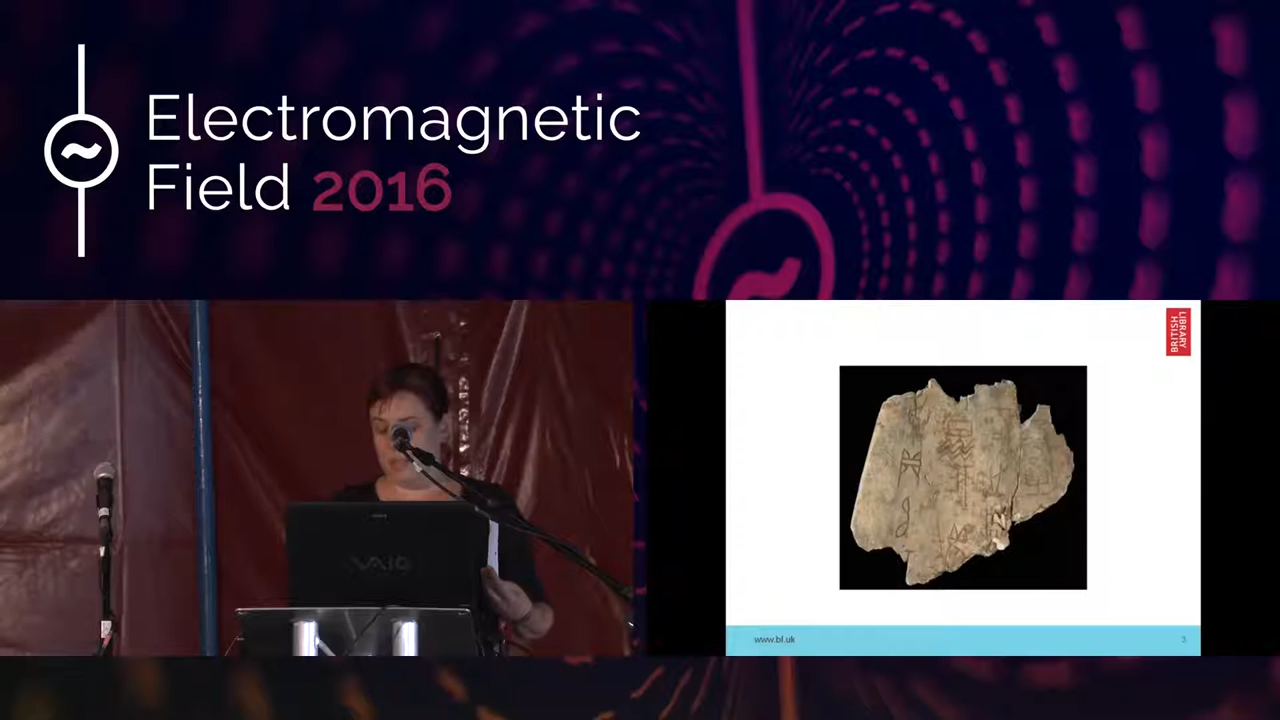 Electromagnetic
Field 2016
BRITISH
LIBRARY
VAIO
www.bl.uk
3